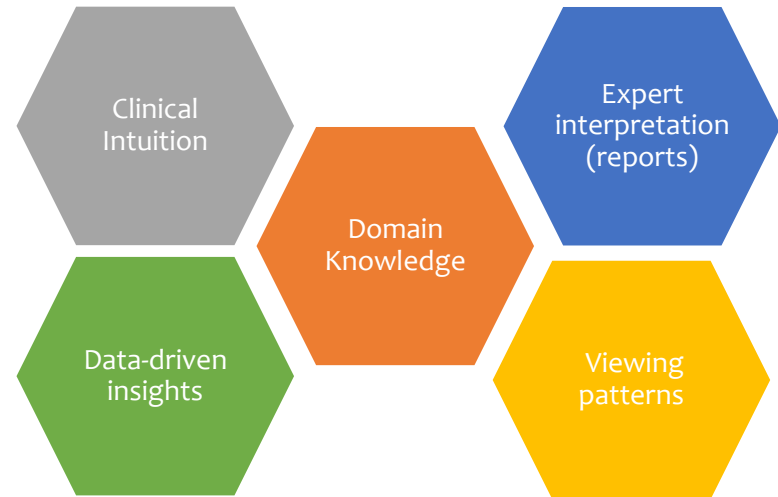 Clinical
Intuition
Expert
interpretation
(reports)
Domain
Knowledge
Data-driven
insights
Viewing
patterns